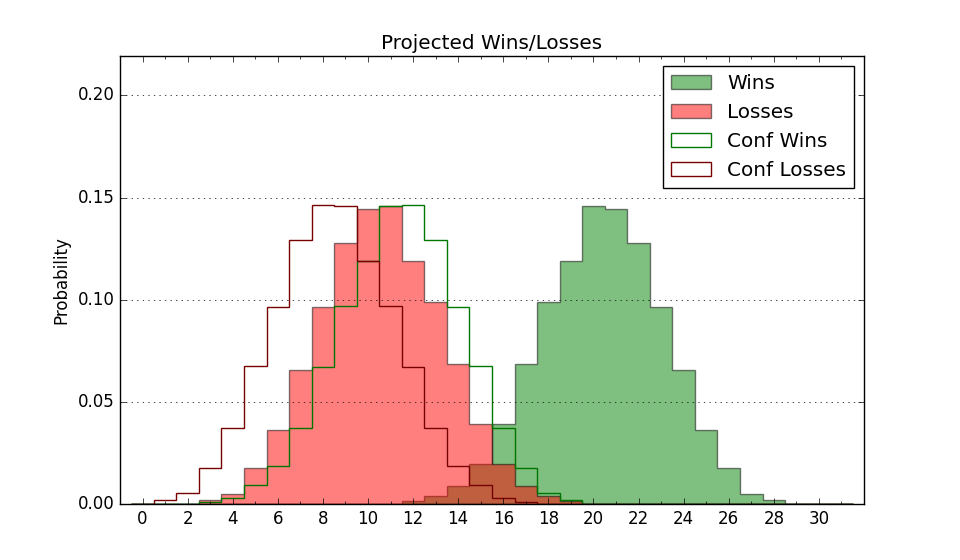 Projected Wins/Losses
Wins
Losses
Conf Wins
Conf Losses
Probability
0.20
0.15
0.10
0.05
0.00
0 2 4 6 8 10 12 14 16 18 20 22 24 26 28 30